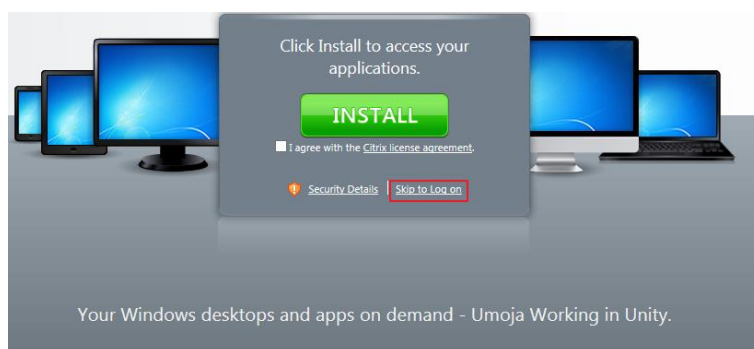 Click Install to access your
applications.
INSTALL
I agree with the Citrix license agreement.
Security Details | Skip to Log on
Your Windows desktops and apps on demand - Umoja Working in Unity.